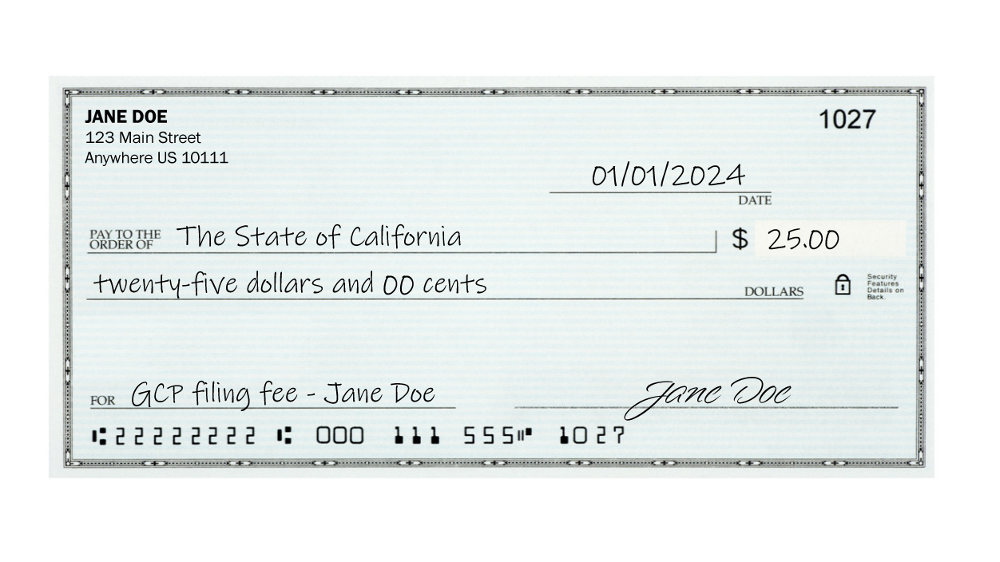 JANE DOE
1027
123 Main Street
Anywhere US 10111
01/01/2024
DATE
PAY TO THE
ORDER OF The State of California $ 25.00
twenty-five dollars and 00 cents DOLLARS
Security
Features
Details on
Back.
FOR GCP filing fee - Jane Doe Jane Doe
⑆22222222⑆ 000 111 555⑈ 1027